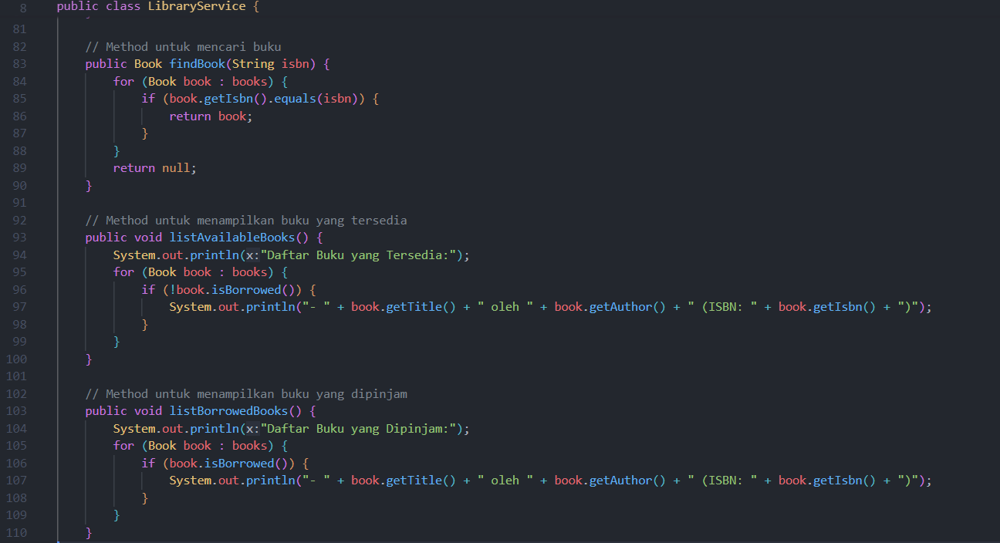 8 public class LibraryService {
81
82 // Method untuk mencari buku
83 public Book findBook(String isbn) {
84 for (Book book : books) {
85 if (book.getIsbn().equals(isbn)) {
86 return book;
87 }
88 }
89 return null;
90 }
91
92 // Method untuk menampilkan buku yang tersedia
93 public void listAvailableBooks() {
94 System.out.println(x:"Daftar Buku yang Tersedia:");
95 for (Book book : books) {
96 if (!book.isBorrowed()) {
97 System.out.println("- " + book.getTitle() + " oleh " + book.getAuthor() + " (ISBN: " + book.getIsbn() + ")");
98 }
99 }
100 }
101
102 // Method untuk menampilkan buku yang dipinjam
103 public void listBorrowedBooks() {
104 System.out.println(x:"Daftar Buku yang Dipinjam:");
105 for (Book book : books) {
106 if (book.isBorrowed()) {
107 System.out.println("- " + book.getTitle() + " oleh " + book.getAuthor() + " (ISBN: " + book.getIsbn() + ")");
108 }
109 }
110 }